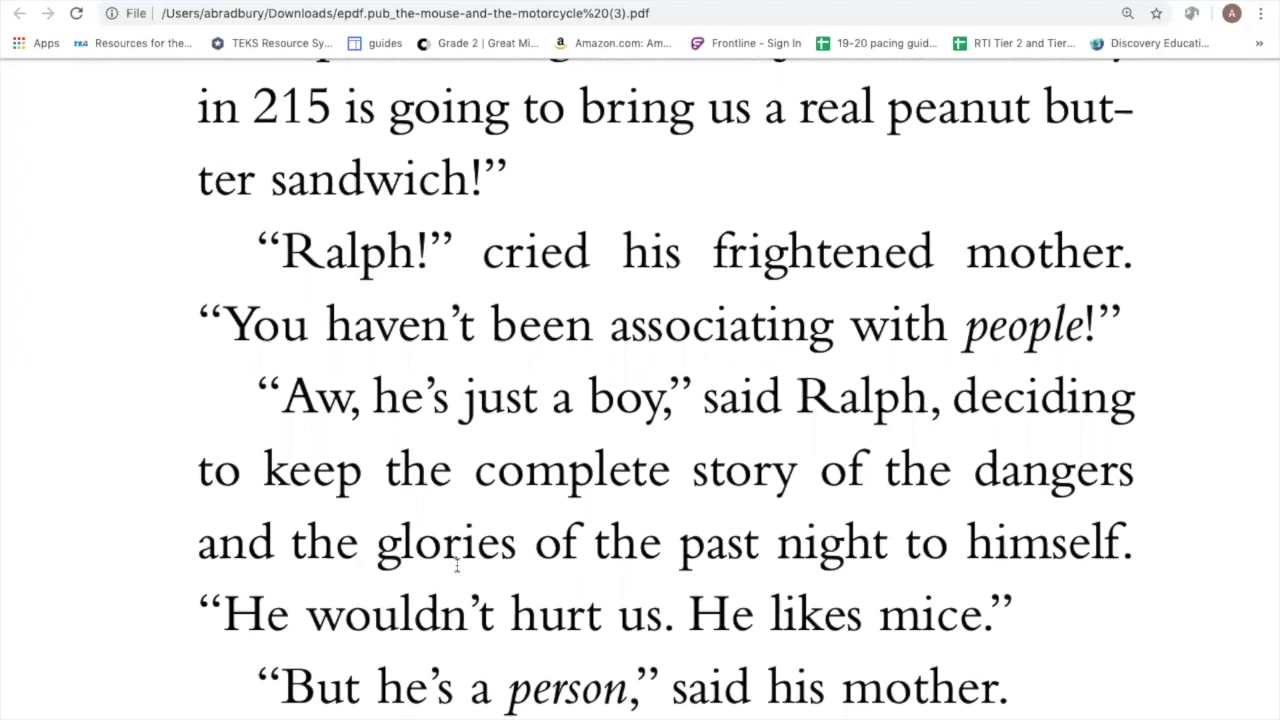 File /Users/abradbury/Downloads/epdf.pub_the-mouse-and-the-motorcycle%20(3).pdf A
Apps TEA Resources for the... TEKS Resource Sy... guides Grade 2 | Great Mi... Amazon.com: Am... Frontline - Sign In 19-20 pacing guid... RTI Tier 2 and Tier... Discovery Educati... »
in 215 is going to bring us a real peanut but-
ter sandwich!”
“Ralph!” cried his frightened mother.
“You haven’t been associating with people!”
“Aw, he’s just a boy,” said Ralph, deciding
to keep the complete story of the dangers
and the glories of the past night to himself.
“He wouldn’t hurt us. He likes mice.”
“But he’s a person,” said his mother.